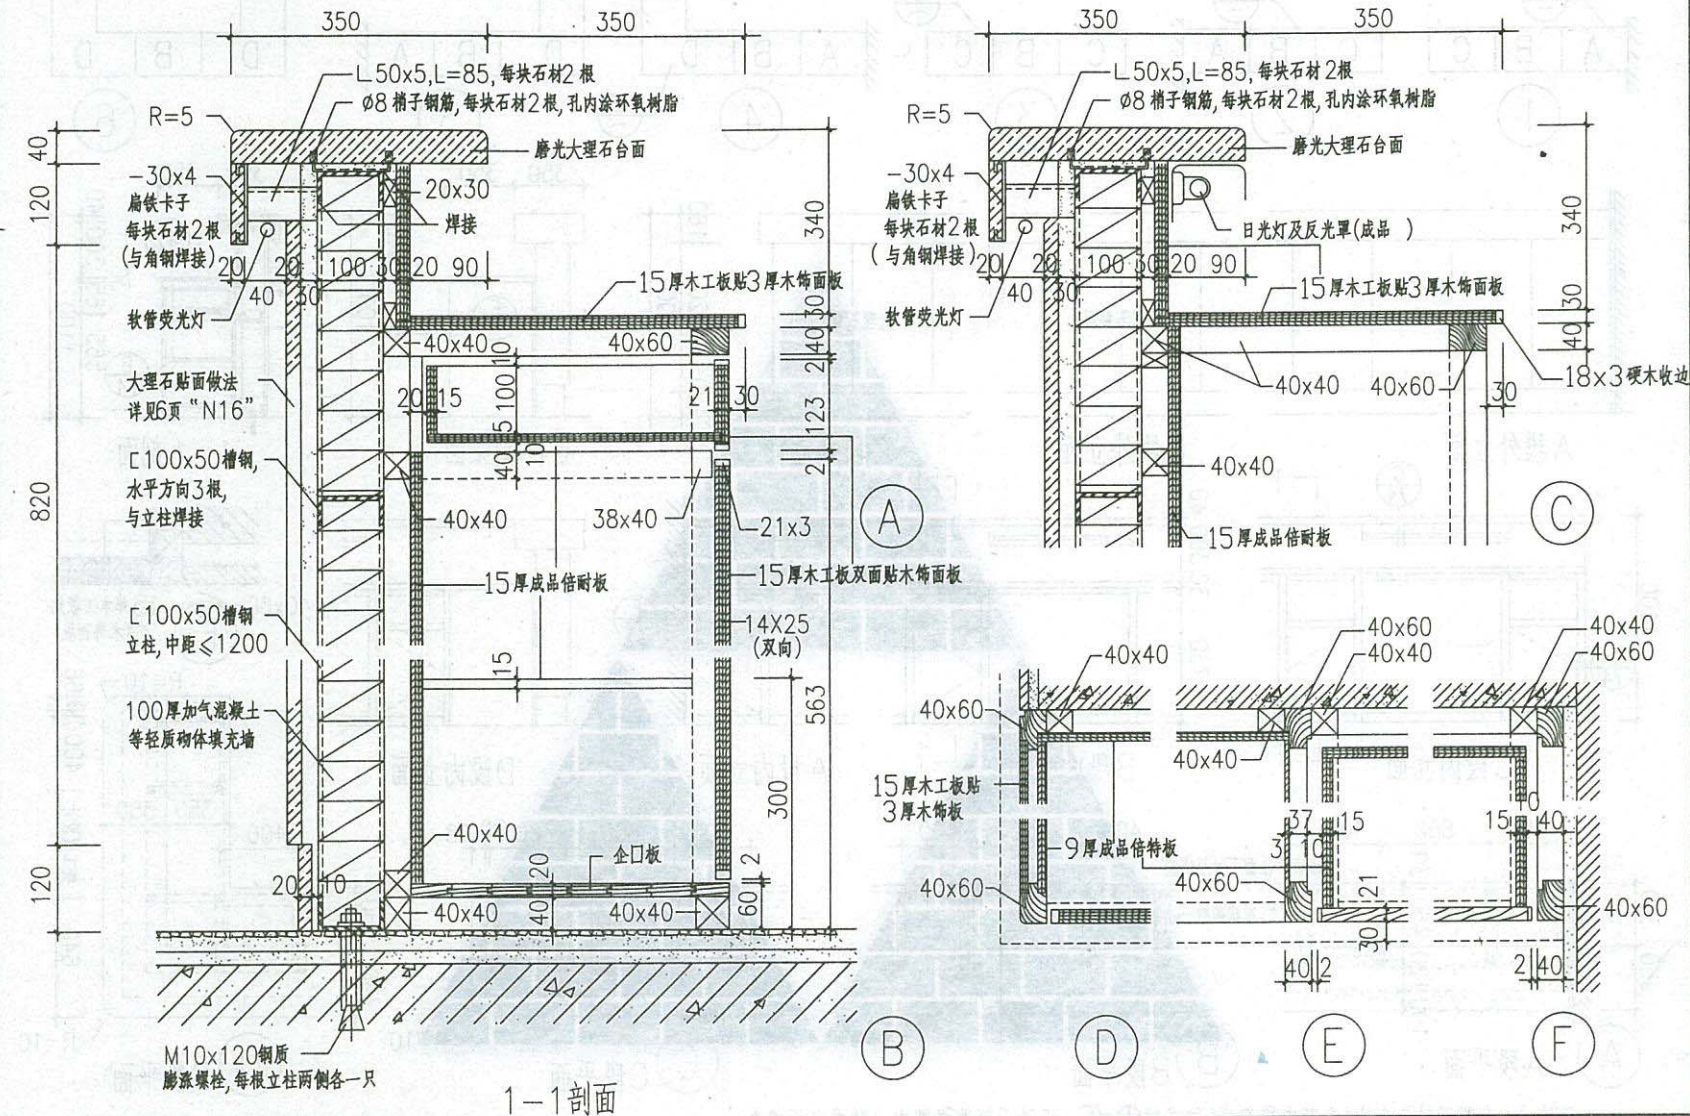 350
350
∟50x5,L=85,每块石材2根
Ø8梢子钢筋,每块石材2根,孔内涂环氧树脂
R=5
磨光大理石台面
40
120
820
120
-30x4
扁铁卡子
每块石材2根
(与角钢焊接)
20x30
焊接
20
40
20
30
100
30
20
90
340
软管荧光灯
15厚木工板贴3厚木饰面板
40x40
40x60
30
40
2
123
2
10
100
15
20
15
21
30
40
10
大理石贴面做法
详见6页“N16”
⊏100x50槽钢,
水平方向3根,
与立柱焊接
40x40
38x40
21x3
A
15厚成品倍耐板
15厚木工板双面贴木饰面板
14X25
(双向)
⊏100x50槽钢
立柱,中距≤1200
15
563
300
100厚加气混凝土
等轻质砌体填充墙
40x40
企口板
20
40
2
60
20
10
40x40
40x40
M10x120钢质
膨涨螺栓,每根立柱两侧各一只
B
1-1剖面
350
350
∟50x5,L=85,每块石材2根
Ø8梢子钢筋,每块石材2根,孔内涂环氧树脂
R=5
磨光大理石台面
-30x4
扁铁卡子
每块石材2根
(与角钢焊接)
日光灯及反光罩(成品 )
20
40
20
30
100
30
20
90
340
30
40
软管荧光灯
15厚木工板贴3厚木饰面板
40x40
40x60
18x3硬木收边
30
40x40
15厚成品倍耐板
C
40x40
40x60
40x40
40x40
40x60
40x60
40x40
15厚木工板贴
3厚木饰板
9厚成品倍特板
37
15
3
10
15
10
40
40x60
40x60
21
30
40x60
40
2
2
40
D
E
F